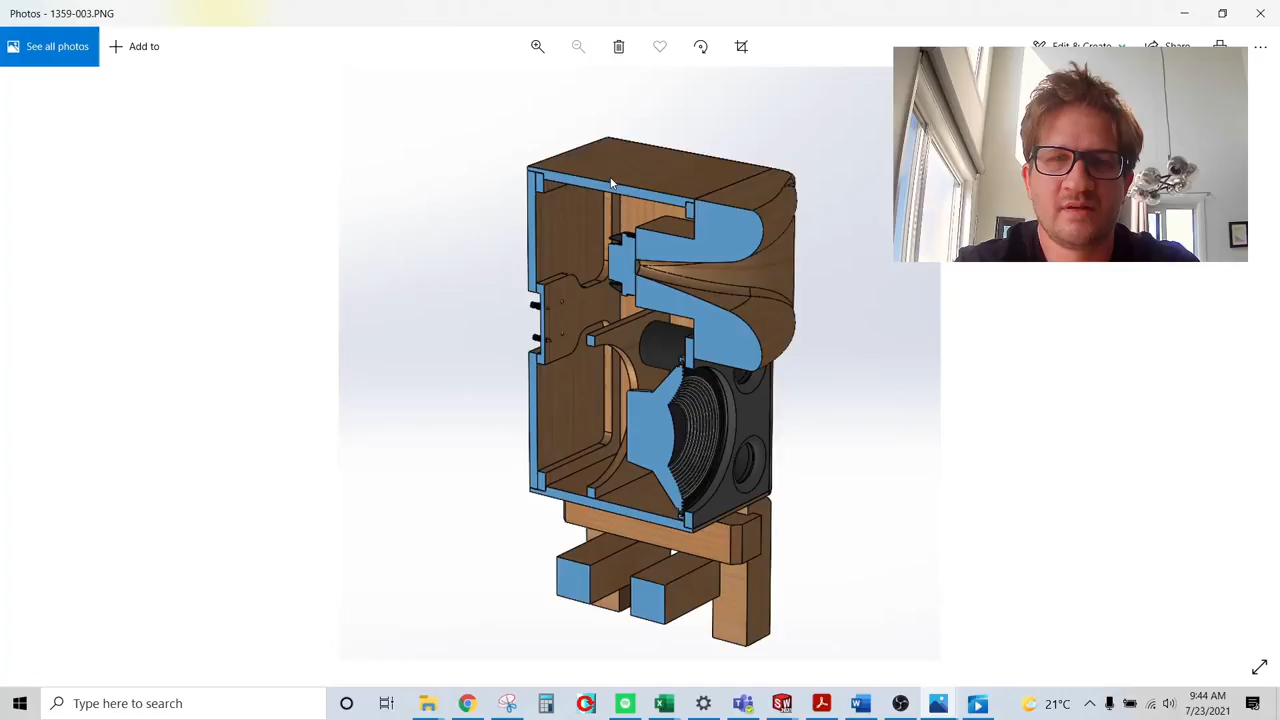 Photos - 1359-003.PNG
See all photos
Add to
Edit & Create
Share
Type here to search
21°C
9:44 AM
7/23/2021